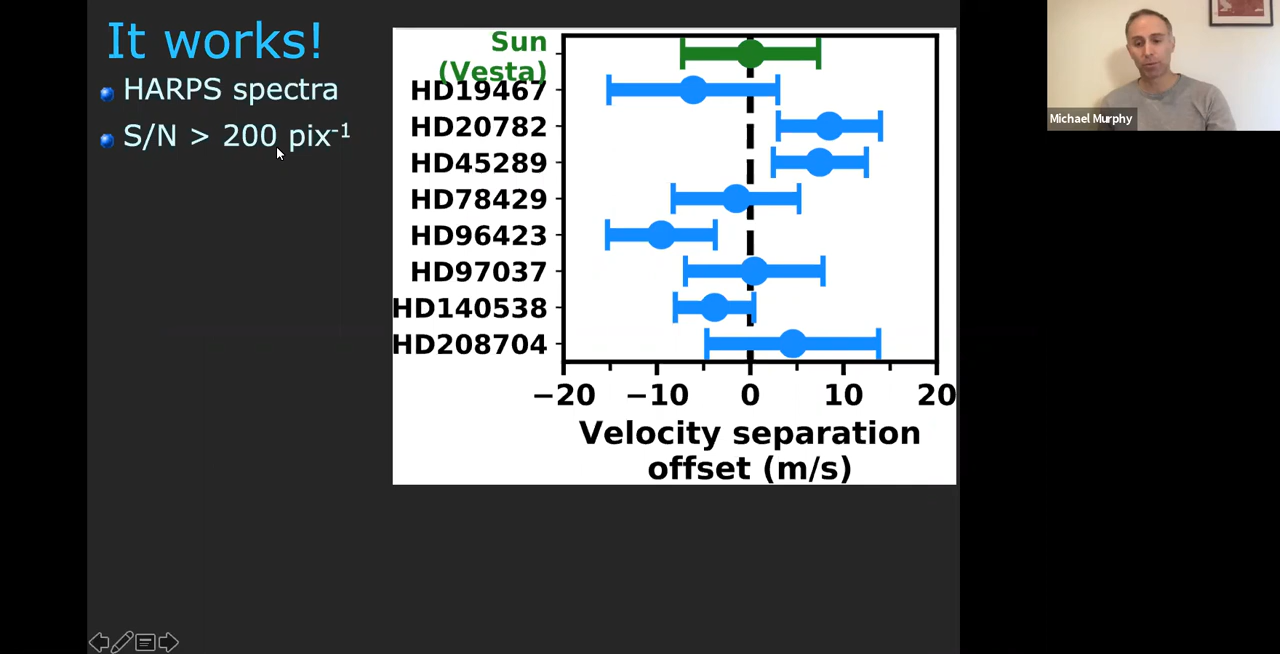 It works!
HARPS spectra
S/N > 200 pix-1
Sun
(Vesta)
HD19467
HD20782
HD45289
HD78429
HD96423
HD97037
HD140538
HD208704
−20 −10 0 10 20
Velocity separation
offset (m/s)
Michael Murphy